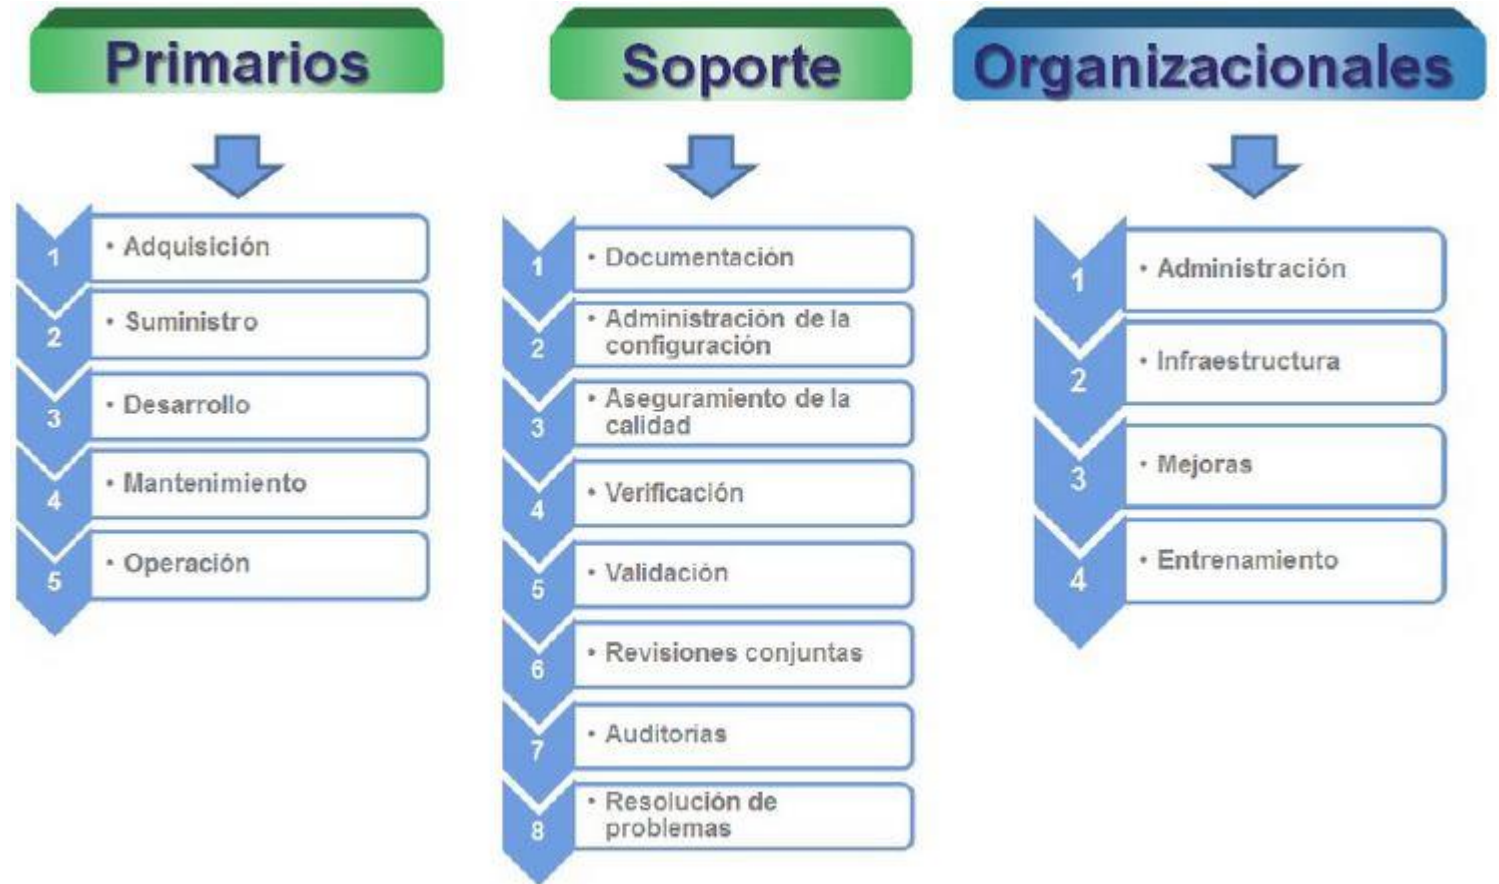 Primarios
1
• Adquisición
2
• Suministro
3
• Desarrollo
4
• Mantenimiento
5
• Operación
Soporte
1
• Documentación
2
• Administración de la
configuración
3
• Aseguramiento de la
calidad
4
• Verificación
5
• Validación
6
• Revisiones conjuntas
7
• Auditorias
8
• Resolución de
problemas
Organizacionales
1
• Administración
2
• Infraestructura
3
• Mejoras
4
• Entrenamiento